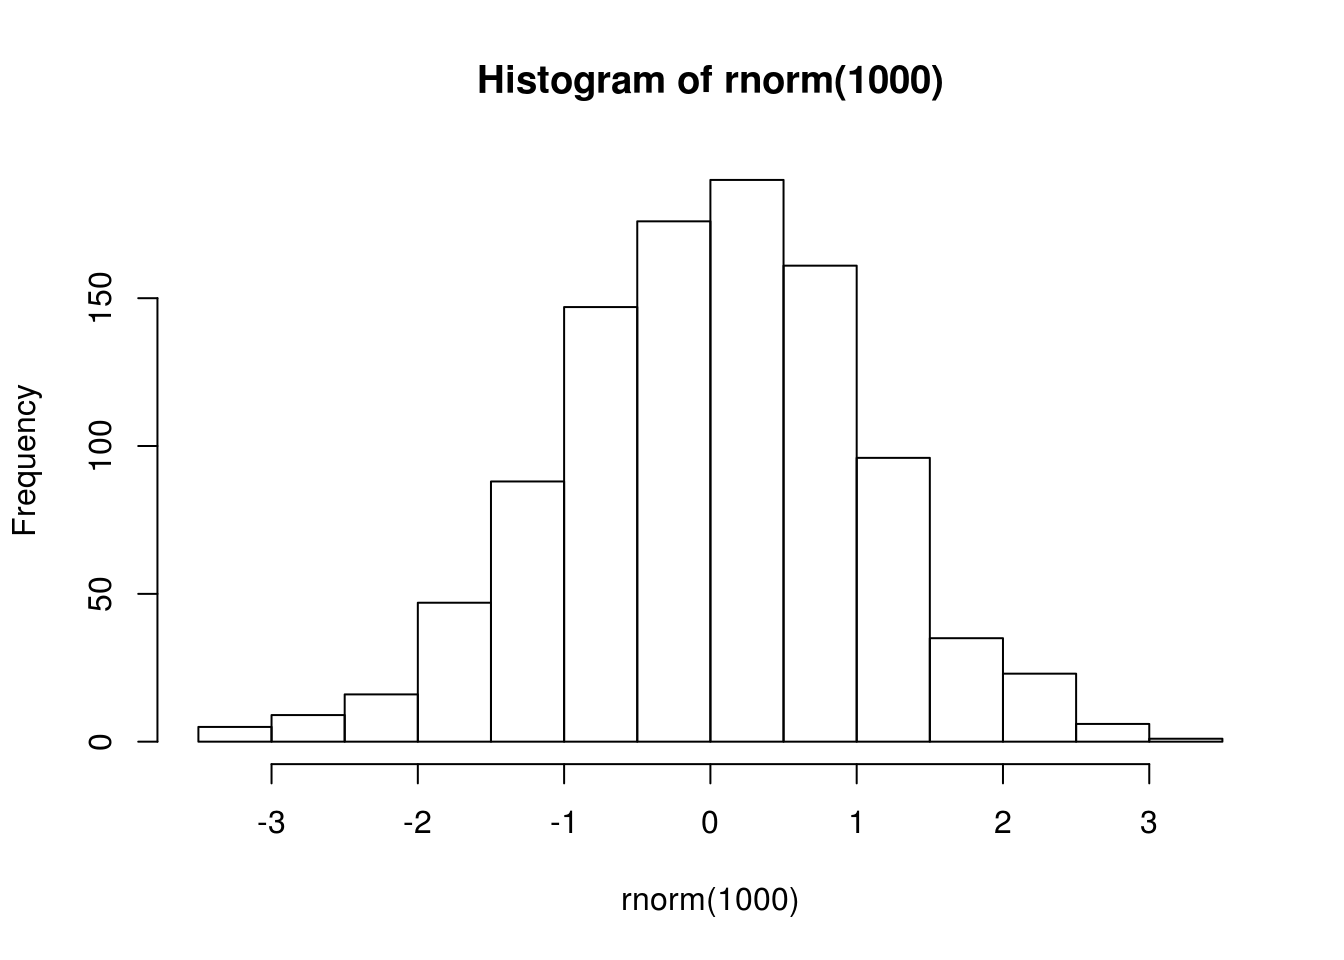 Histogram of rnorm(1000)
Frequency
150
100
50
0
-3 -2 -1 0 1 2 3
rnorm(1000)